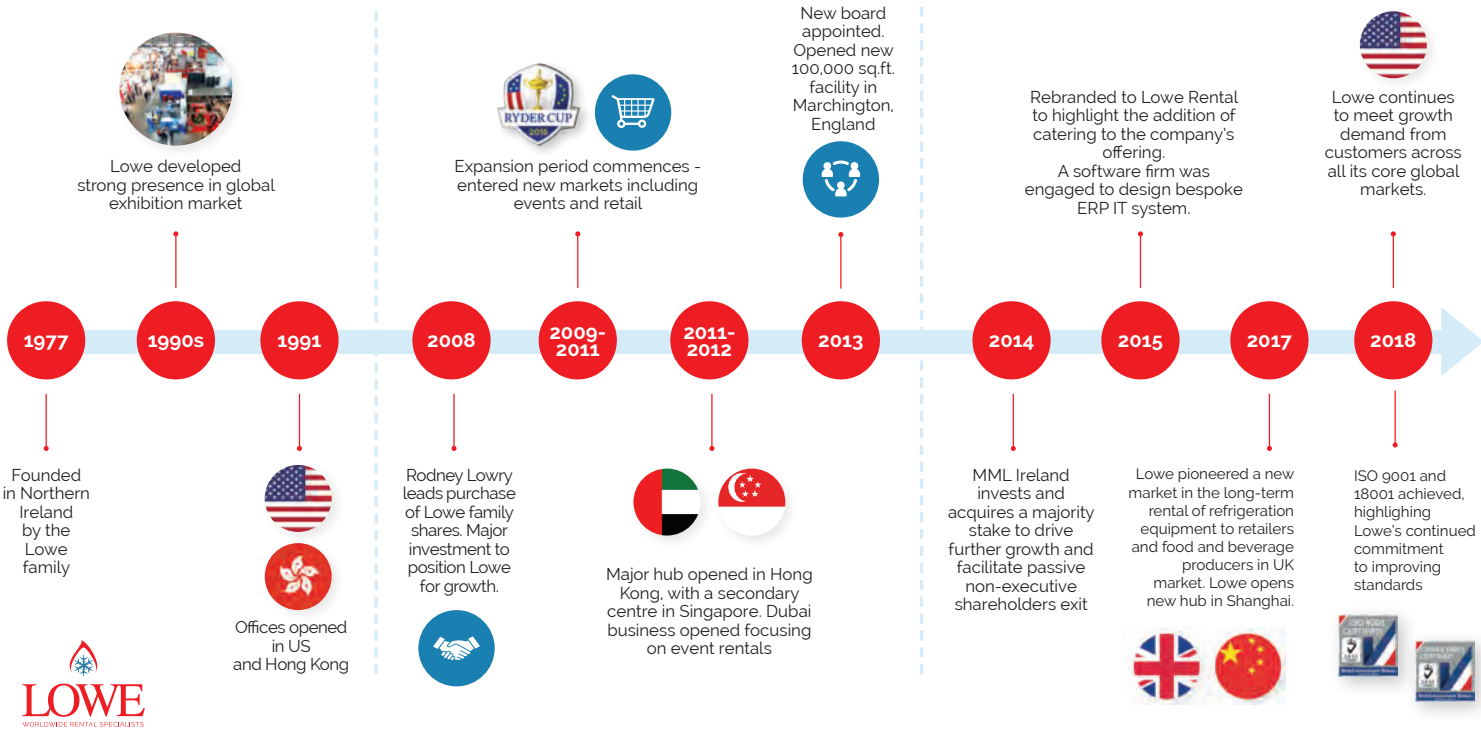 Lowe developed
strong presence in global
exhibition market
RYDER CUP
2018
Expansion period commences -
entered new markets including
events and retail
New board
appointed.
Opened new
100,000 sq.ft.
facility in
Marchington,
England
Rebranded to Lowe Rental
to highlight the addition of
catering to the company's
offering.
A software firm was
engaged to design bespoke
ERP IT system.
Lowe continues
to meet growth
demand from
customers across
all its core global
markets.
1977
1990s
1991
2008
2009-
2011
2011-
2012
2013
2014
2015
2017
2018
Founded
in Northern
Ireland
by the
Lowe
family
Offices opened
in US
and Hong Kong
Rodney Lowry
leads purchase
of Lowe family
shares. Major
investment to
position Lowe
for growth.
Major hub opened in Hong
Kong, with a secondary
centre in Singapore. Dubai
business opened focusing
on event rentals
MML Ireland
invests and
acquires a majority
stake to drive
further growth and
facilitate passive
non-executive
shareholders exit
Lowe pioneered a new
market in the long-term
rental of refrigeration
equipment to retailers
and food and beverage
producers in UK
market. Lowe opens
new hub in Shanghai.
ISO 9001 and
18001 achieved,
highlighing
Lowe's continued
commitment
to improving
standards
ISO 9001
CERTIFIED
LOWE
WORLDWIDE RENTAL SPECIALISTS